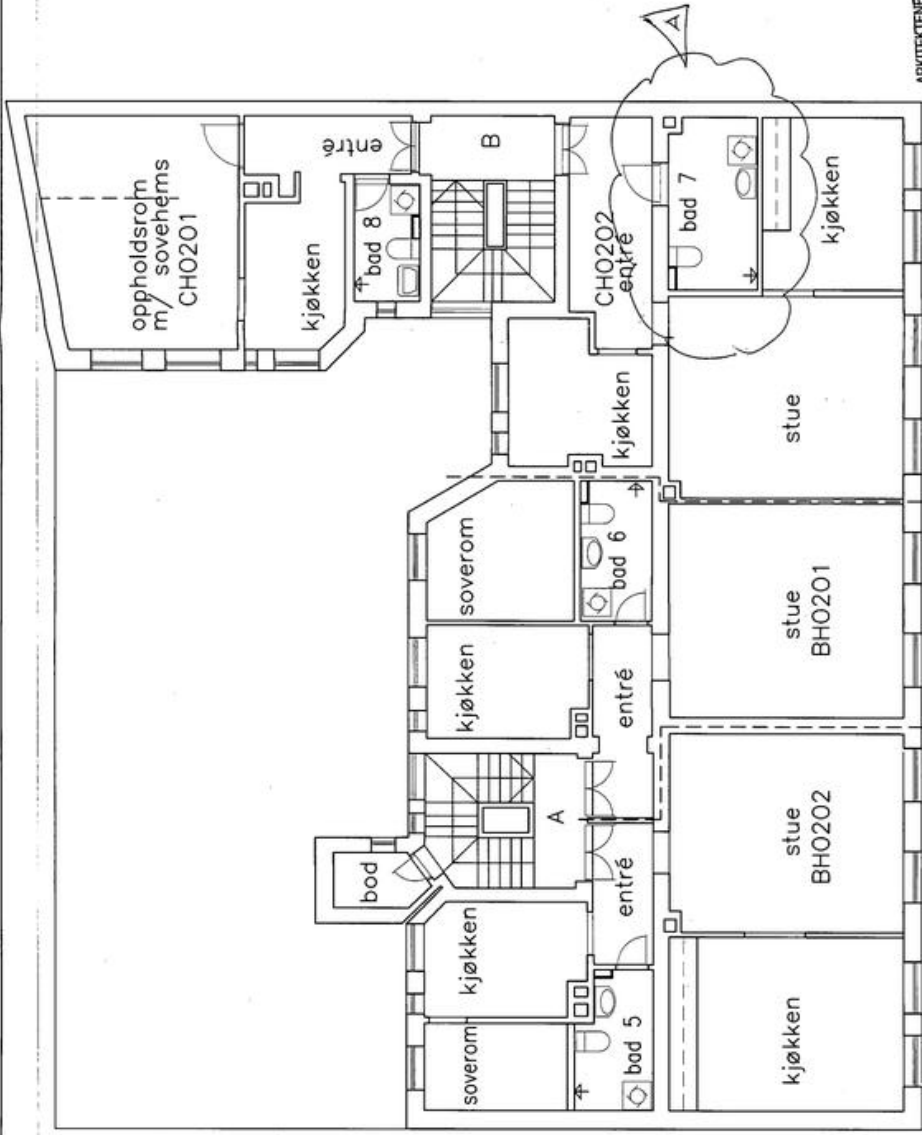 oppholdsrom
m/ sovehems
CH0201
entré
B
kjøkken
bad 8
CH0202
entré
bad 7
A
kjøkken
kjøkken
stue
soverom
bad 6
kjøkken
entré
stue
BH0201
A
bod
entré
stue
BH0202
kjøkken
soverom
bad 5
kjøkken